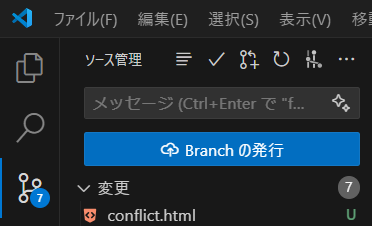 ファイル(F) 編集(E) 選択(S) 表示(V) 移動
ソース管理
メッセージ (Ctrl+Enter で "f...
Branch の発行
変更 7
7 conflict.html U